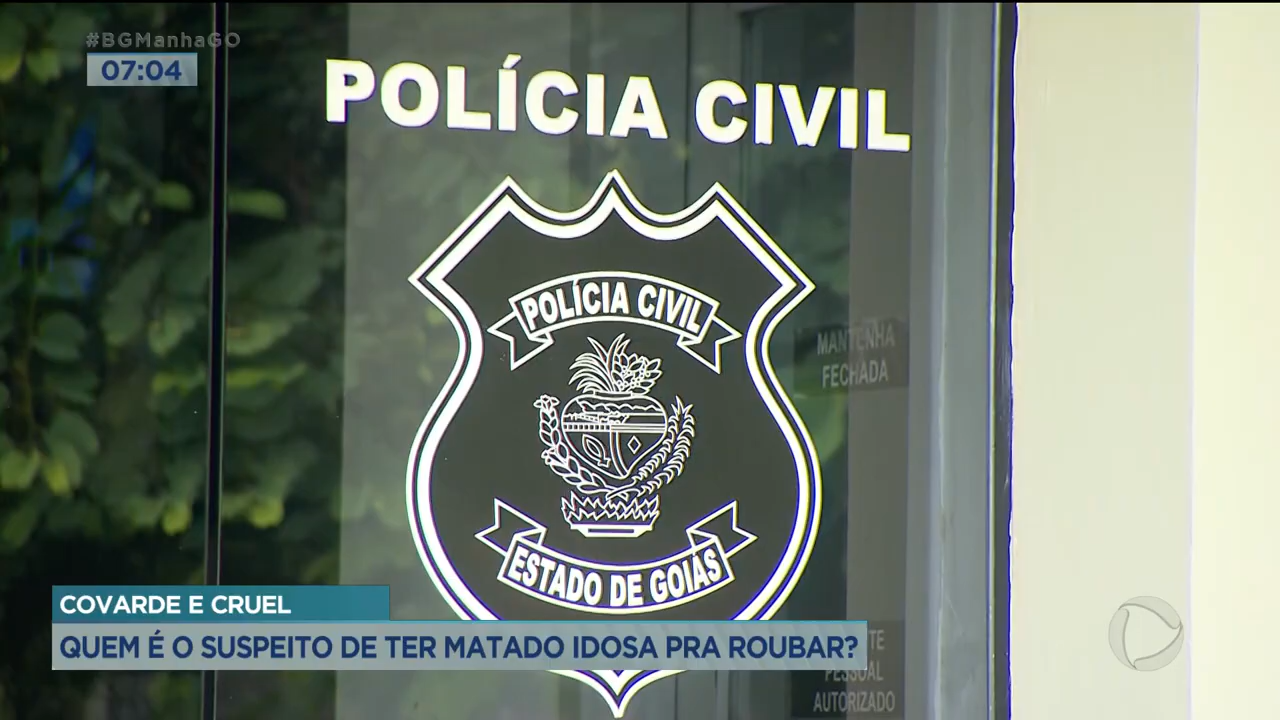 #BGManhaGO
07:04
POLÍCIA CIVIL
POLÍCIA CIVIL
MANTENHA
FECHADA
ESTADO DE GOIÁS
COVARDE E CRUEL
QUEM É O SUSPEITO DE TER MATADO IDOSA PRA ROUBAR?
PESSOAL
AUTORIZADO